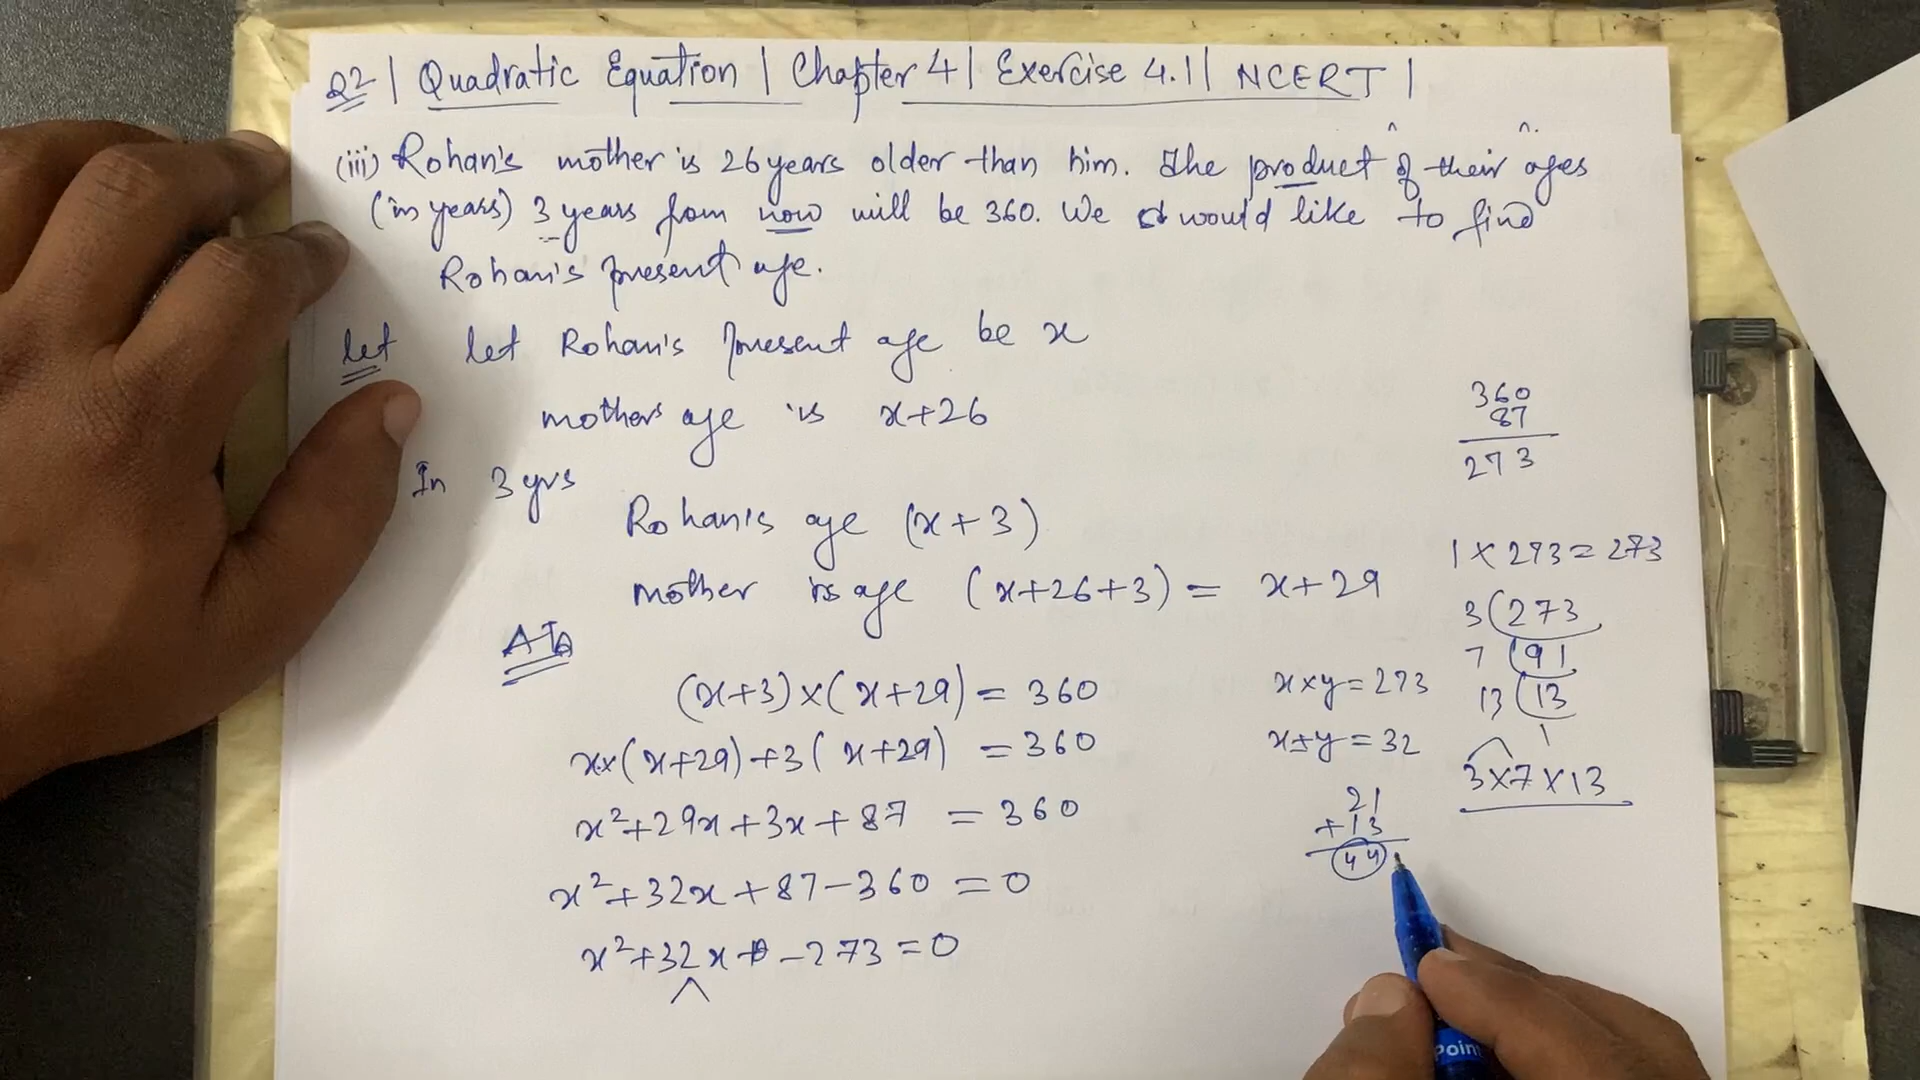 Q2 | Quadratic Equation | Chapter 4 | Exercise 4.1 | NCERT |
(iii) Rohan's mother is 26 years older than him. The product of their ages
(in years) 3 years from now will be 360. We would like to find
Rohan's present age.
let let Rohan's present age be x
mothers age is x+26
In 3 yrs
Rohan's age (x+3)
mother is age (x+26+3) = x+29
ATQ
(x+3)×(x+29) = 360
x×(x+29)+3(x+29) = 360
x²+29x+3x+87 = 360
x²+32x+87-360 = 0
x²+32x -273 = 0
360
87
273
1×273=273
3(273
7(91
13(13
1
3×7×13
x×y=273
x+y=32
21
+13
44
point